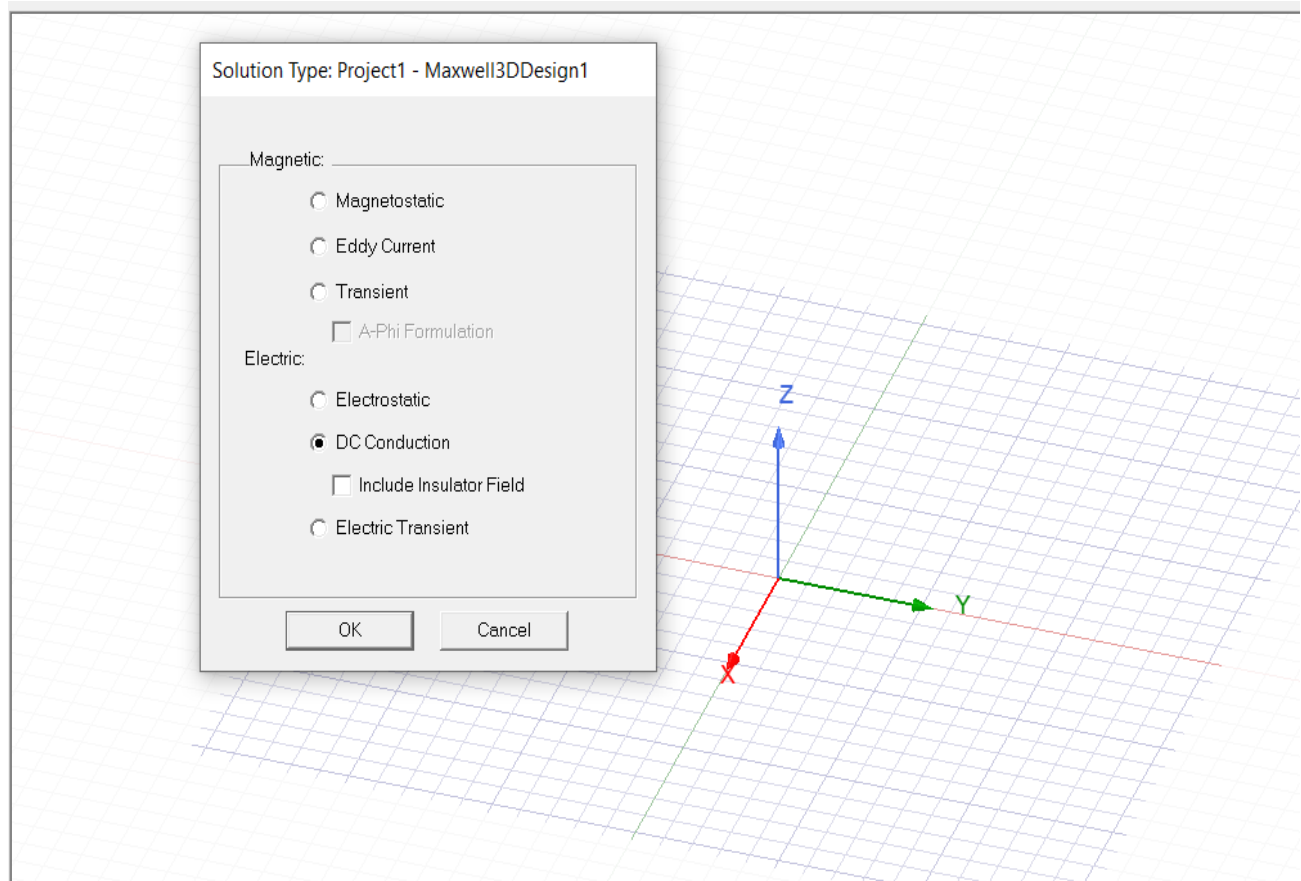 Solution Type: Project1 - Maxwell3DDesign1
Magnetic:
Magnetostatic
Eddy Current
Transient
A-Phi Formulation
Electric:
Electrostatic
DC Conduction
Include Insulator Field
Electric Transient
OK Cancel
Z
Y
X